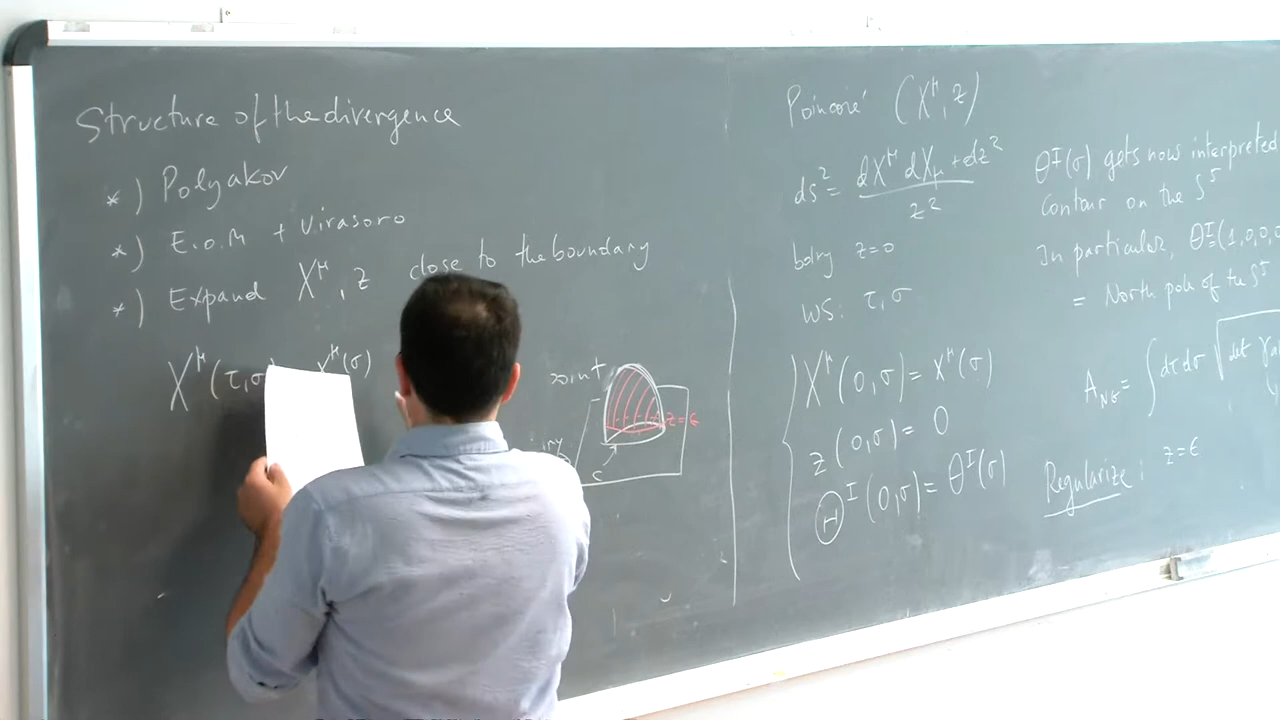 Structure of the divergence
*) Polyakov
*) E.O.M + Virasoro
*) Expand X^μ, z close to the boundary
X^μ(τ,σ) x^μ(σ)
z=ε
c
Poincaré (X^μ, z)
ds² = (dX^μ dX_μ + dz²) / z²
bdry z=0
WS: τ, σ
X^μ(0,σ) = x^μ(σ)
z(0,σ) = 0
Θ^I(0,σ) = θ^I(σ)
θ^I(σ) gets now interpreted
contour on the S^5
In particular, θ^I=(1,0,0,0
= North pole of the S^5
A_NG = ∫ dτdσ √det γ
Regularize: z=ε